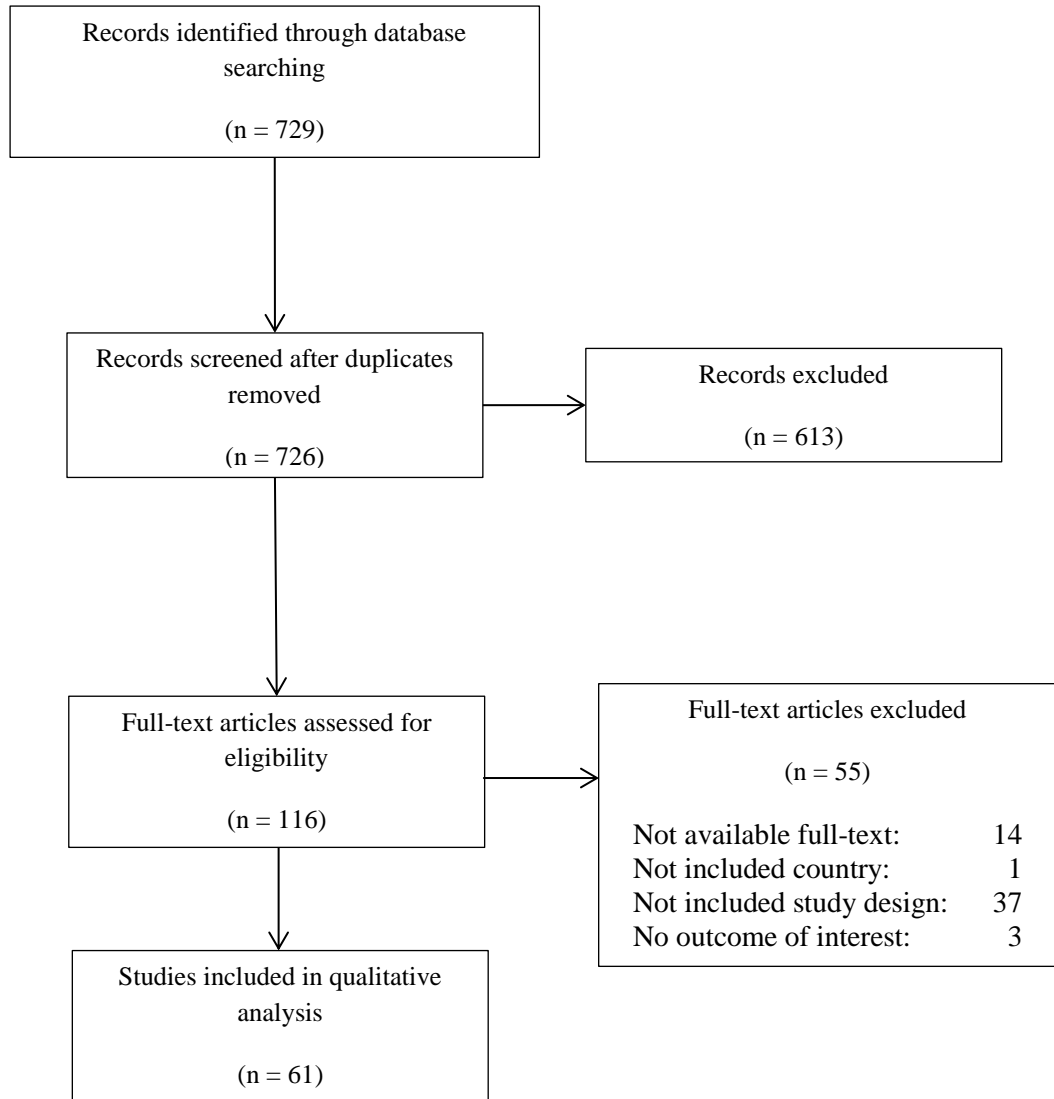 Records identified through database
searching
(n = 729)
Records screened after duplicates
removed
(n = 726)
Records excluded
(n = 613)
Full-text articles assessed for
eligibility
(n = 116)
Full-text articles excluded
(n = 55)
Not available full-text: 14
Not included country: 1
Not included study design: 37
No outcome of interest: 3
Studies included in qualitative
analysis
(n = 61)